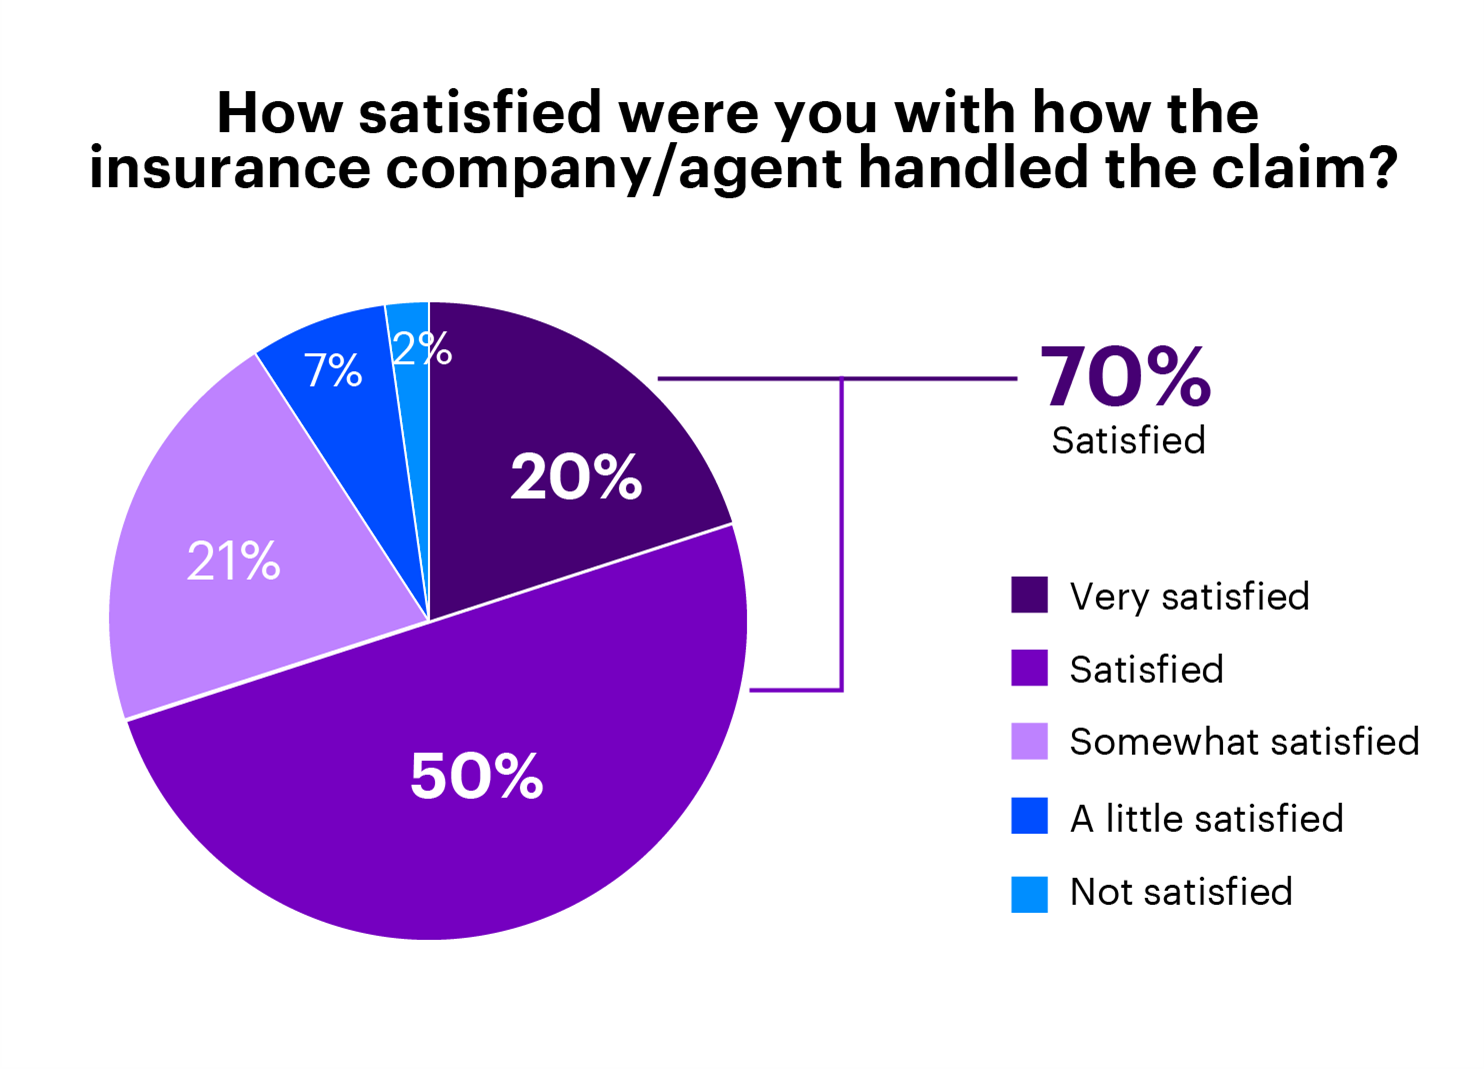 How satisfied were you with how the
insurance company/agent handled the claim?
2%
7%
20%
21%
50%
70%
Satisfied
Very satisfied
Satisfied
Somewhat satisfied
A little satisfied
Not satisfied